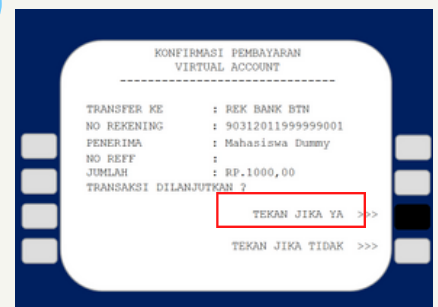 KONFIRMASI PEMBAYARAN
VIRTUAL ACCOUNT
--------------------------------
TRANSFER KE : REK BANK BTN
NO REKENING : 90312011999999001
PENERIMA : Mahasiswa Dummy
NO REFF :
JUMLAH : RP.1000,00
TRANSAKSI DILANJUTKAN ?
TEKAN JIKA YA >>>
TEKAN JIKA TIDAK >>>